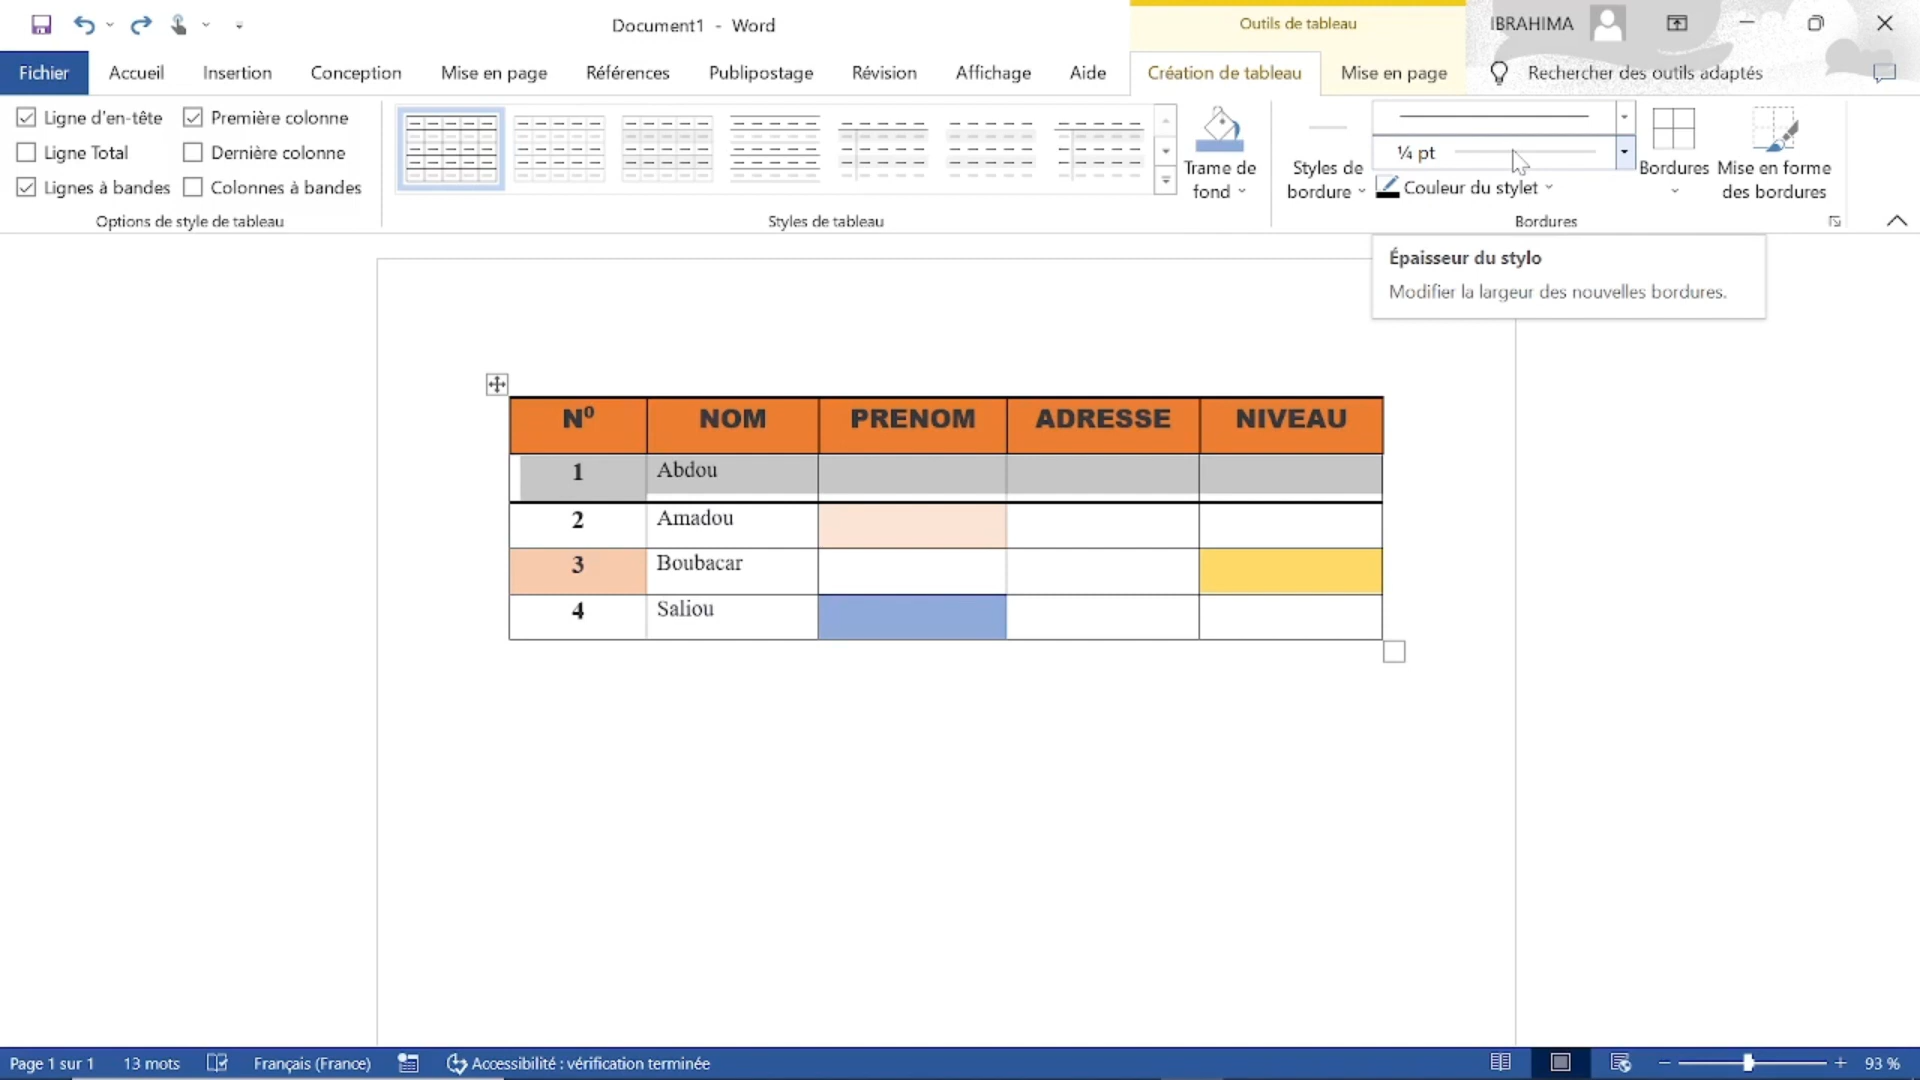 Document1 - Word
Outils de tableau
IBRAHIMA
Fichier
Accueil
Insertion
Conception
Mise en page
Références
Publipostage
Révision
Affichage
Aide
Création de tableau
Mise en page
Rechercher des outils adaptés
Ligne d'en-tête
Première colonne
Ligne Total
Dernière colonne
Lignes à bandes
Colonnes à bandes
Options de style de tableau
Styles de tableau
Trame de fond
Styles de bordure
¼ pt
Couleur du stylet
Bordures
Mise en forme des bordures
Bordures
Épaisseur du stylo
Modifier la largeur des nouvelles bordures.
N⁰ NOM PRENOM ADRESSE NIVEAU
1 Abdou
2 Amadou
3 Boubacar
4 Saliou
Page 1 sur 1
13 mots
Français (France)
Accessibilité : vérification terminée
93 %